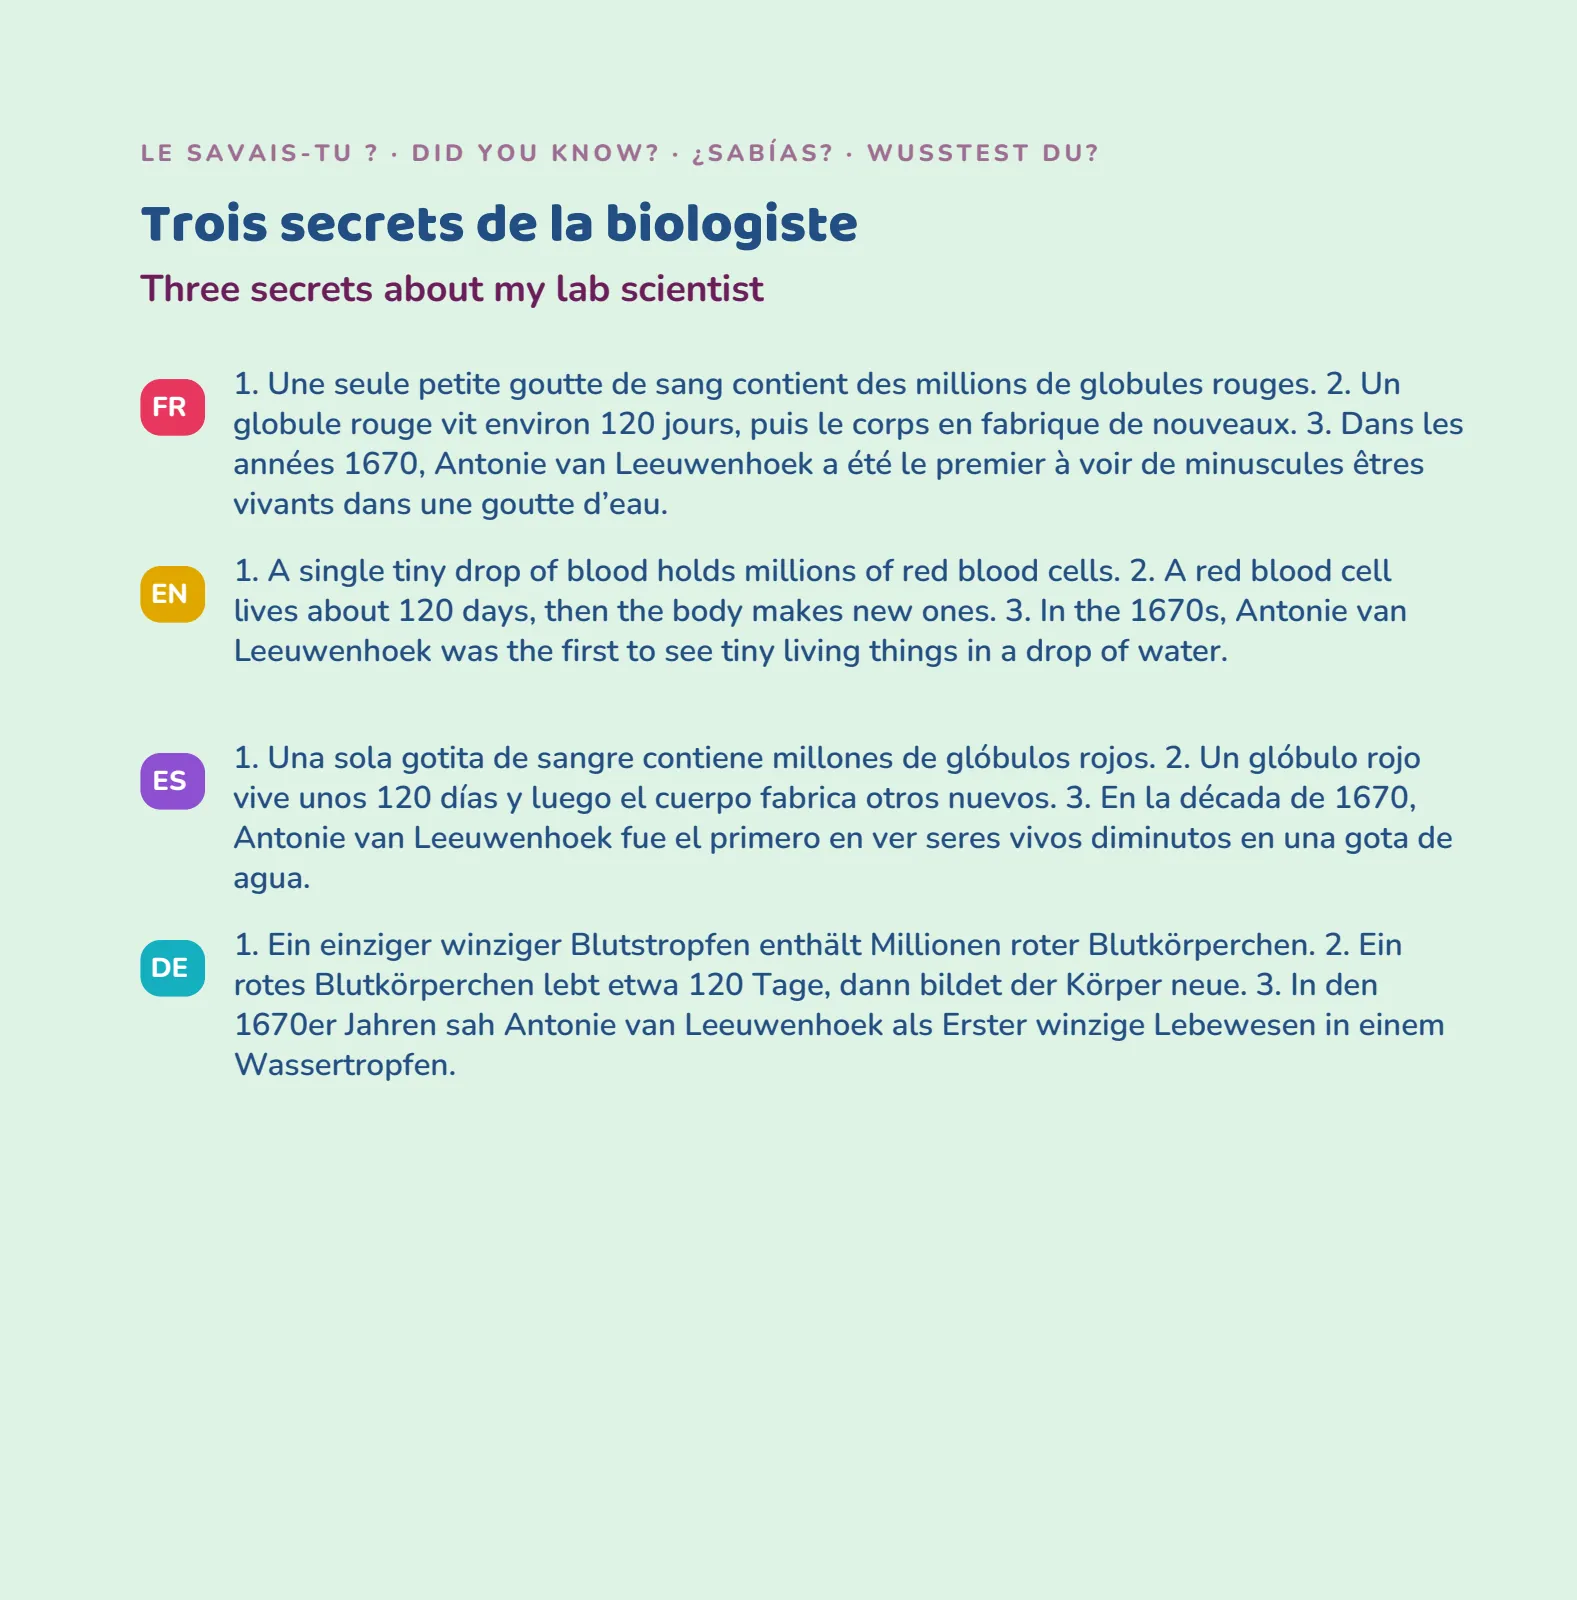 LE SAVAIS-TU ? · DID YOU KNOW? · ¿SABÍAS? · WUSSTEST DU?
Trois secrets de la biologiste
Three secrets about my lab scientist
FR
1. Une seule petite goutte de sang contient des millions de globules rouges. 2. Un
globule rouge vit environ 120 jours, puis le corps en fabrique de nouveaux. 3. Dans les
années 1670, Antonie van Leeuwenhoek a été le premier à voir de minuscules êtres
vivants dans une goutte d’eau.
EN
1. A single tiny drop of blood holds millions of red blood cells. 2. A red blood cell
lives about 120 days, then the body makes new ones. 3. In the 1670s, Antonie van
Leeuwenhoek was the first to see tiny living things in a drop of water.
ES
1. Una sola gotita de sangre contiene millones de glóbulos rojos. 2. Un glóbulo rojo
vive unos 120 días y luego el cuerpo fabrica otros nuevos. 3. En la década de 1670,
Antonie van Leeuwenhoek fue el primero en ver seres vivos diminutos en una gota de
agua.
DE
1. Ein einziger winziger Blutstropfen enthält Millionen roter Blutkörperchen. 2. Ein
rotes Blutkörperchen lebt etwa 120 Tage, dann bildet der Körper neue. 3. In den
1670er Jahren sah Antonie van Leeuwenhoek als Erster winzige Lebewesen in einem
Wassertropfen.